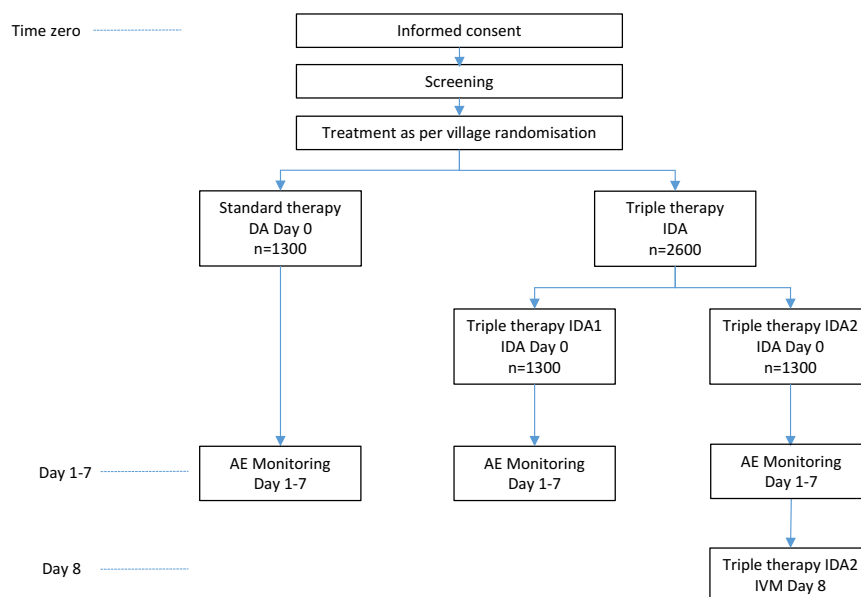 Time zero
Informed consent
Screening
Treatment as per village randomisation
Standard therapy
DA Day 0
n=1300
Triple therapy
IDA
n=2600
Triple therapy IDA1
IDA Day 0
n=1300
Triple therapy IDA2
IDA Day 0
n=1300
Day 1-7
AE Monitoring
Day 1-7
AE Monitoring
Day 1-7
AE Monitoring
Day 1-7
Day 8
Triple therapy IDA2
IVM Day 8